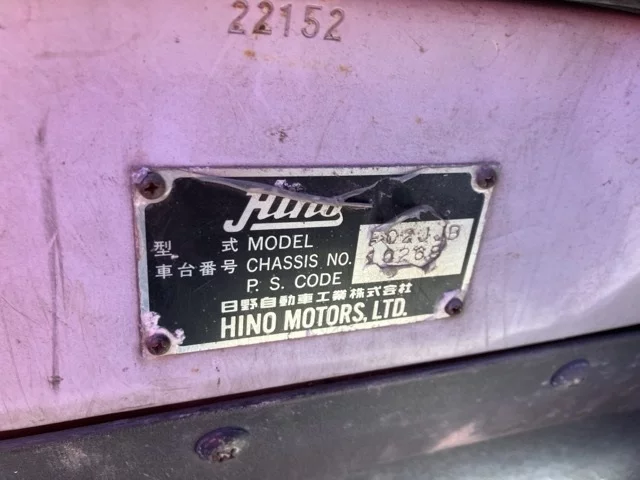 22152
Hino
型 式 MODEL
車台番号 CHASSIS NO. 10288
P. S. CODE
日野自動車工業株式会社
HINO MOTORS, LTD.